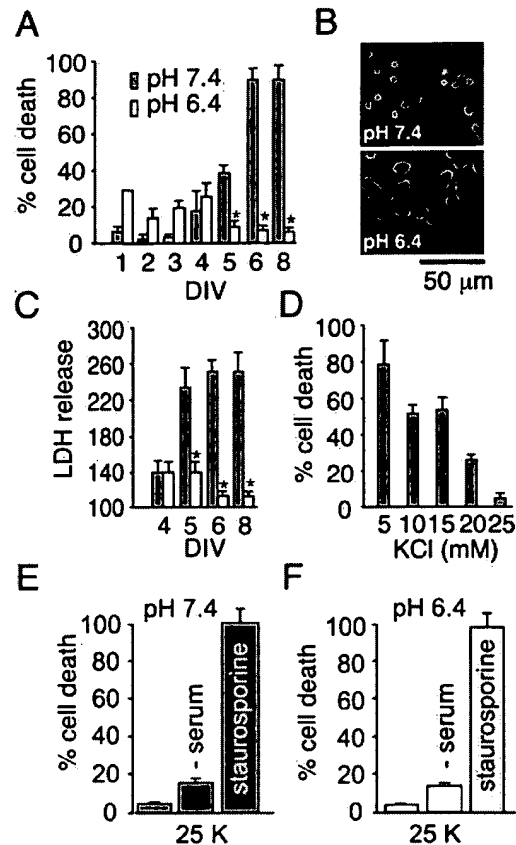 A
% cell death
100
80
60
40
20
0
pH 7.4
pH 6.4
* * *
1 2 3 4 5 6 8
DIV
B
pH 7.4
pH 6.4
50 µm
C
LDH release
300
260
220
180
140
100
* * *
4 5 6 8
DIV
D
% cell death
100
80
60
40
20
0
5 10 15 20 25
KCl (mM)
E
pH 7.4
% cell death
100
80
60
40
20
0
- serum
staurosporine
25 K
F
pH 6.4
% cell death
100
80
60
40
20
0
- serum
staurosporine
25 K